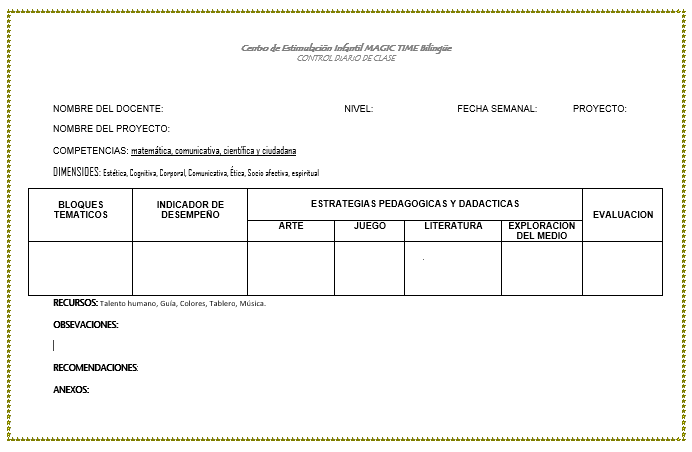 Centro de Estimulación Infantil MAGIC TIME Bilingüe
CONTROL DIARIO DE CLASE
NOMBRE DEL DOCENTE: NIVEL: FECHA SEMANAL: PROYECTO:
NOMBRE DEL PROYECTO:
COMPETENCIAS: matemática, comunicativa, científica y ciudadana
DIMENSIDES: Estética, Cognitiva, Corporal, Comunicativa, Ética, Socio afectiva, espiritual
BLOQUES TEMATICOS
INDICADOR DE DESEMPEÑO
ESTRATEGIAS PEDAGOGICAS Y DADACTICAS
EVALUACION
ARTE
JUEGO
LITERATURA
EXPLORACION DEL MEDIO
RECURSOS: Talento humano, Guía, Colores, Tablero, Música.
OBSEVACIONES:
RECOMENDACIONES:
ANEXOS: